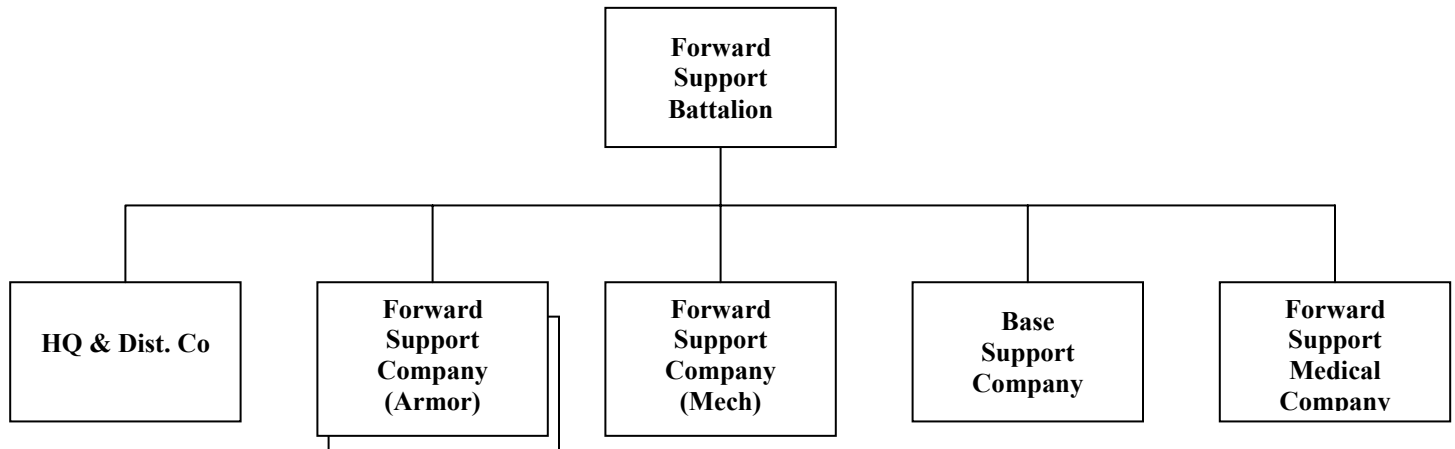 Forward
Support
Battalion
HQ & Dist. Co
Forward
Support
Company
(Armor)
Forward
Support
Company
(Mech)
Base
Support
Company
Forward
Support
Medical
Company